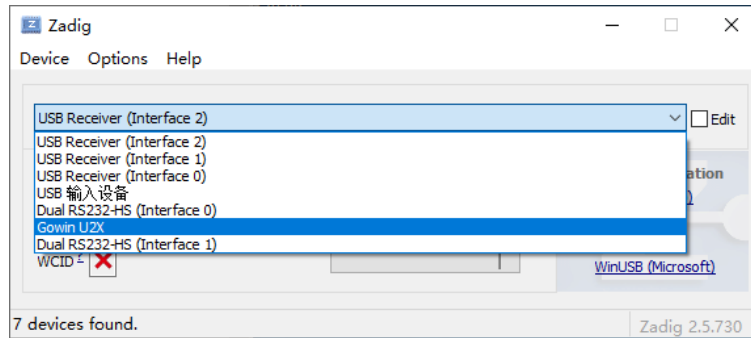 Zadig
Device Options Help
USB Receiver (Interface 2)
Edit
USB Receiver (Interface 2)
USB Receiver (Interface 1)
USB Receiver (Interface 0)
USB 输入设备
Dual RS232-HS (Interface 0)
Gowin U2X
Dual RS232-HS (Interface 1)
WCID ?
WinUSB (Microsoft)
7 devices found.
Zadig 2.5.730